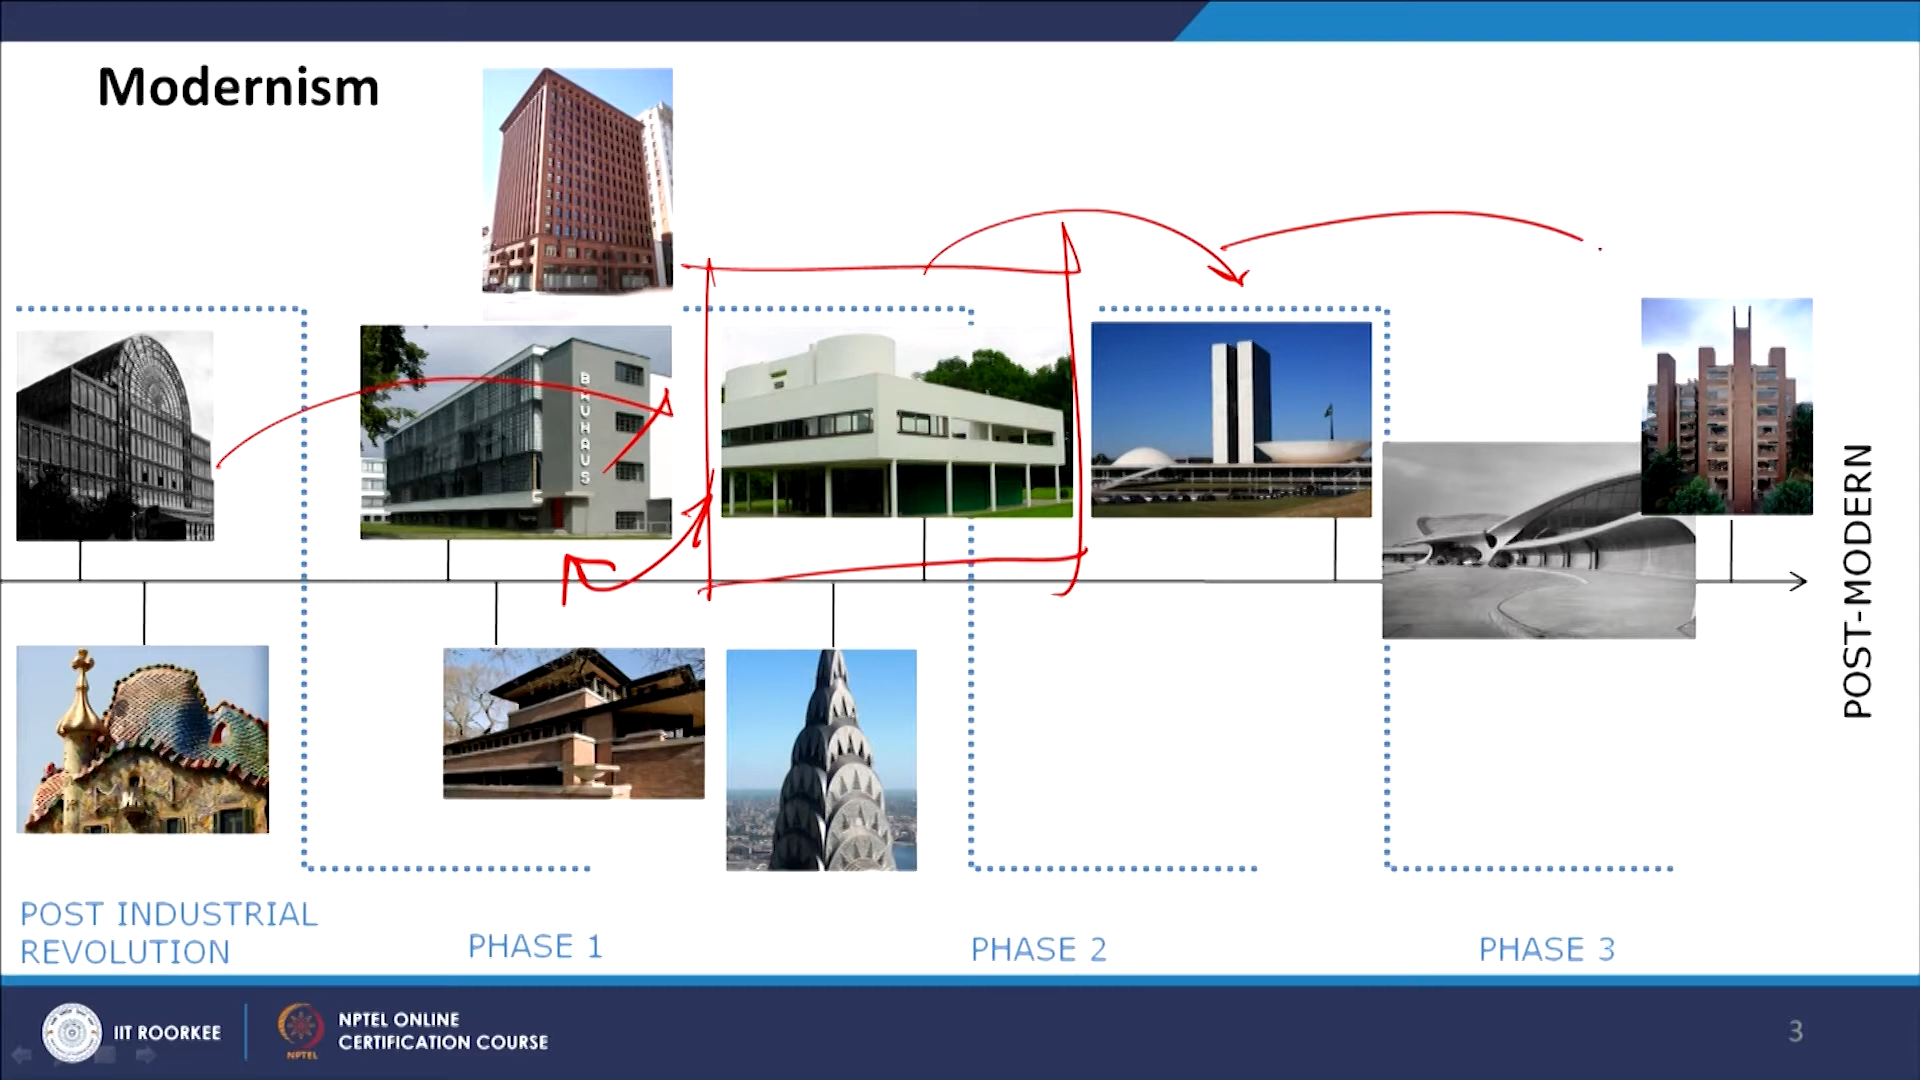 Modernism
BAUHAUS
POST-MODERN
POST INDUSTRIAL
REVOLUTION
PHASE 1
PHASE 2
PHASE 3
IIT ROORKEE
NPTEL
NPTEL ONLINE
CERTIFICATION COURSE
3